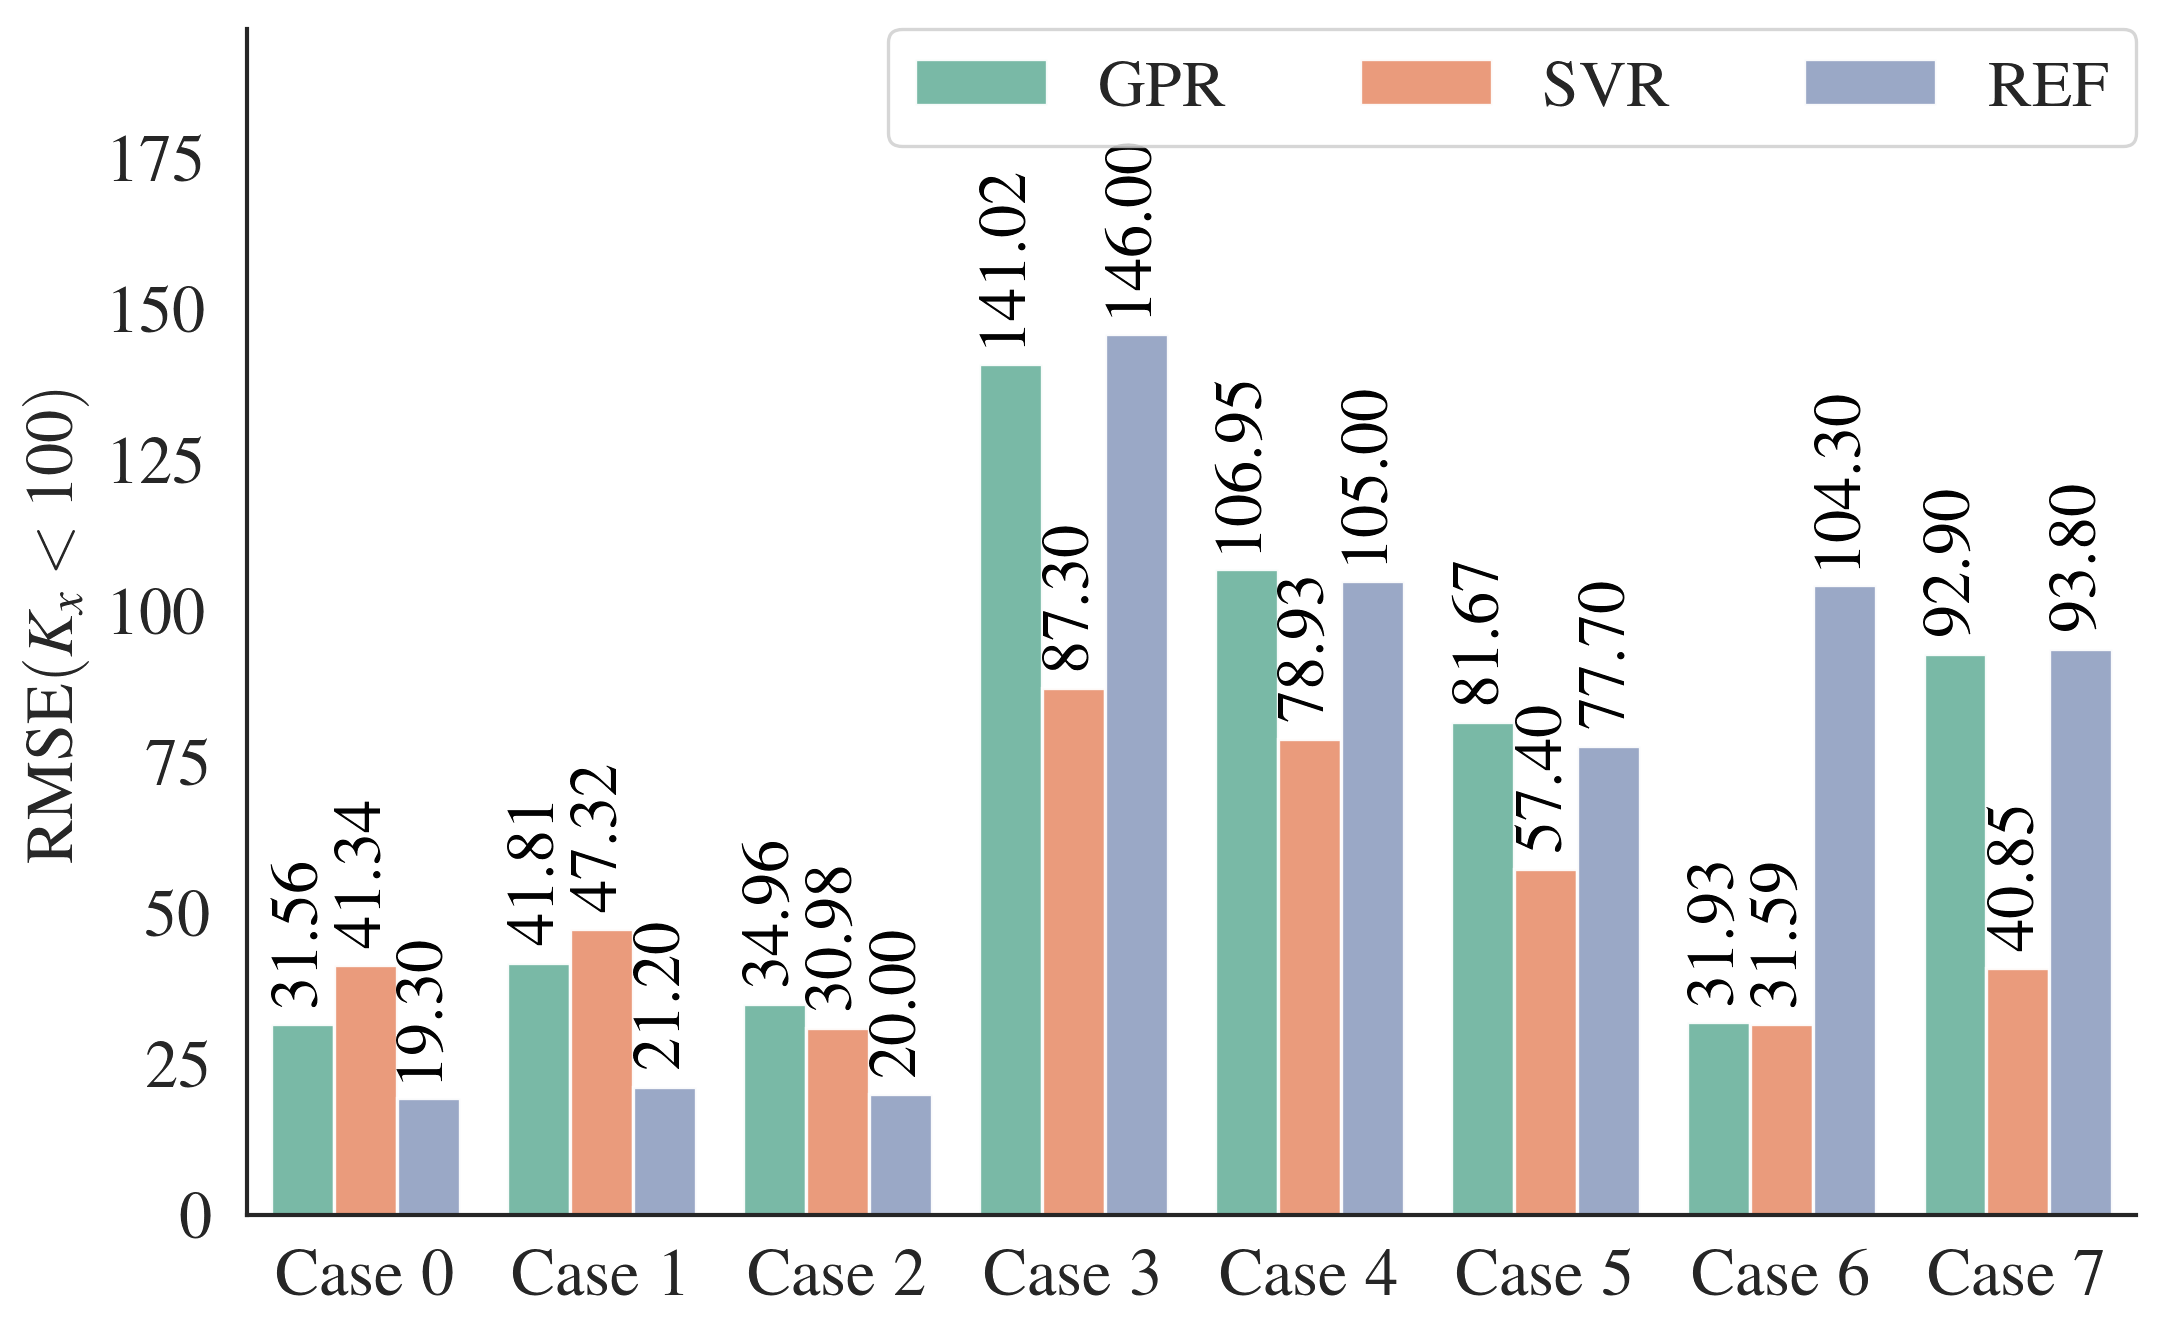 GPR SVR REF
RMSE(Kₓ < 100)
175
150
125
100
75
50
25
0
31.56 41.34 19.30
41.81 47.32 21.20
34.96 30.98 20.00
141.02 87.30 146.00
106.95 78.93 105.00
81.67 57.40 77.70
31.93 31.59 104.30
92.90 40.85 93.80
Case 0 Case 1 Case 2 Case 3 Case 4 Case 5 Case 6 Case 7